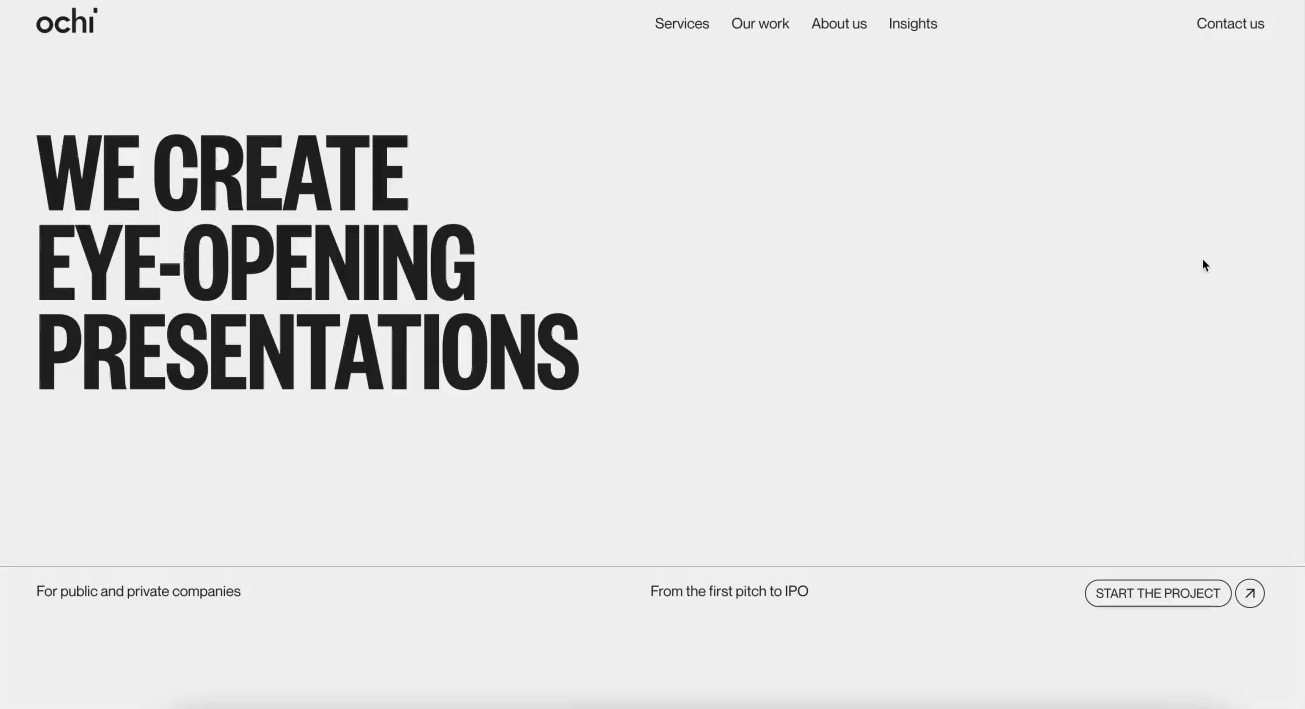 ochi
Services Our work About us Insights Contact us
WE CREATE
EYE-OPENING
PRESENTATIONS
For public and private companies From the first pitch to IPO START THE PROJECT